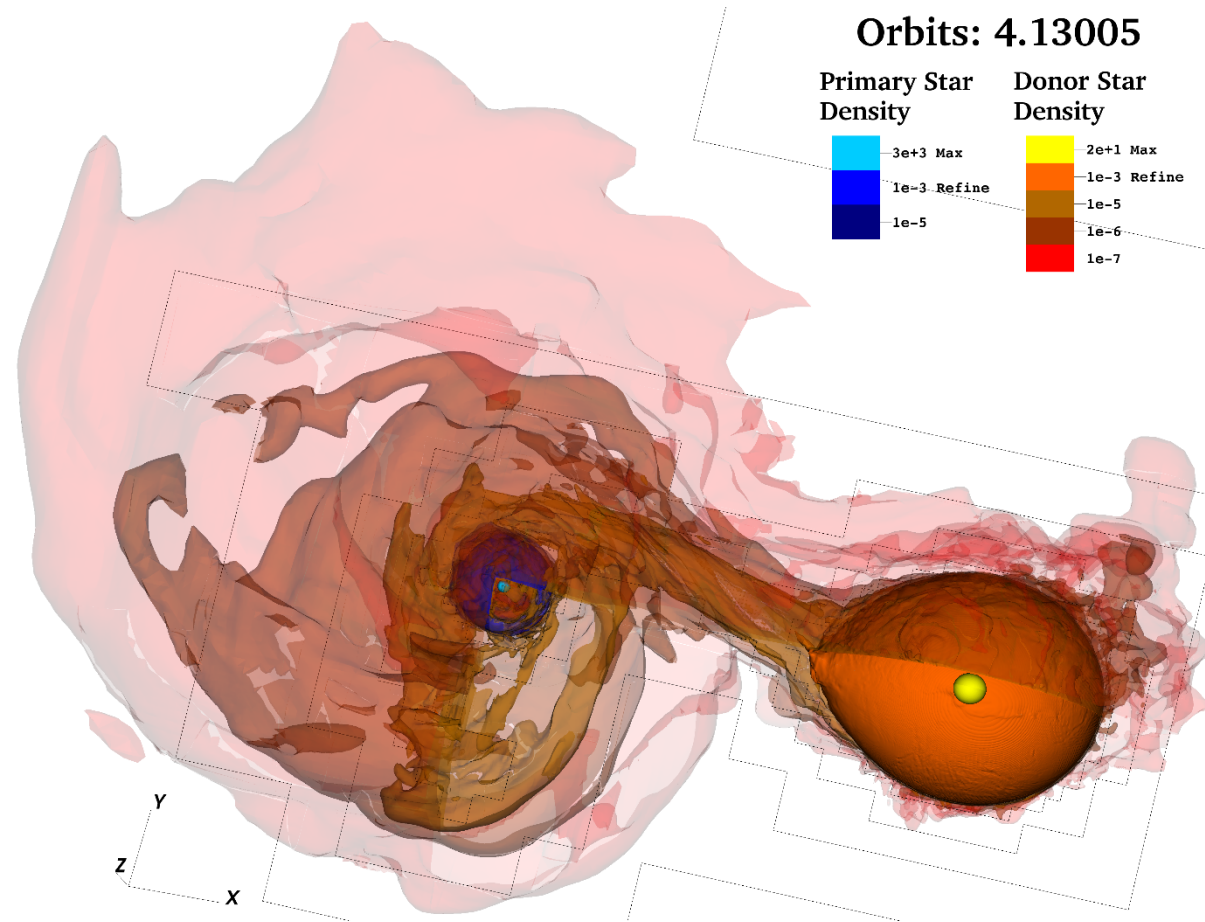 Orbits: 4.13005
Primary Star
Density
3e+3 Max
1e-3 Refine
1e-5
Donor Star
Density
2e+1 Max
1e-3 Refine
1e-5
1e-6
1e-7
Y
Z
X